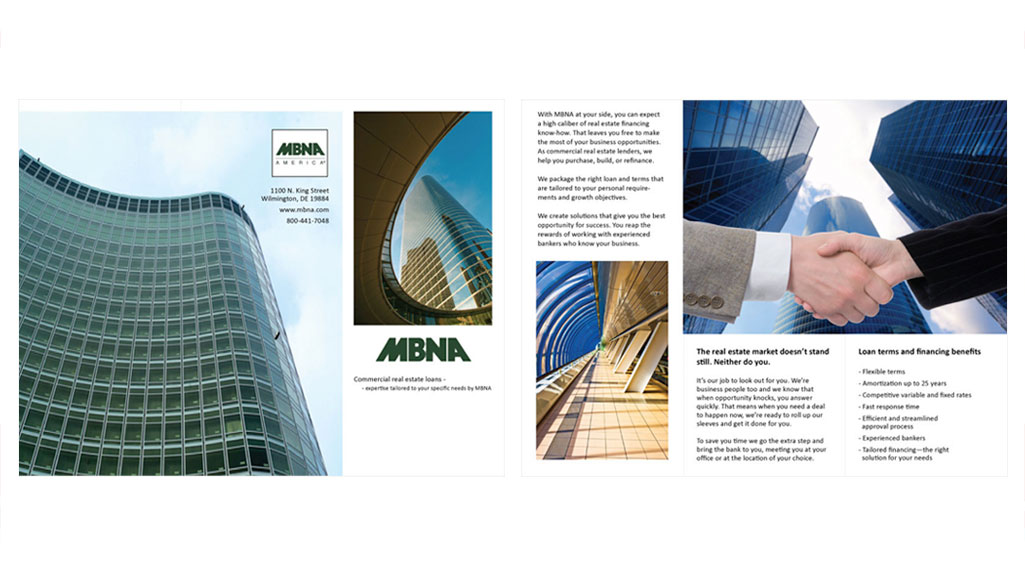 MBNA
AMERICA®
1100 N. King Street
Wilmington, DE 19884
www.mbna.com
800-441-7048
MBNA
Commercial real estate loans -
- expertise tailored to your specific needs by MBNA
With MBNA at your side, you can expect
a high caliber of real estate financing
know-how. That leaves you free to make
the most of your business opportunities.
As commercial real estate lenders, we
help you purchase, build, or refinance.
We package the right loan and terms that
are tailored to your personal require-
ments and growth objectives.
We create solutions that give you the best
opportunity for success. You reap the
rewards of working with experienced
bankers who know your business.
The real estate market doesn't stand
still. Neither do you.
It's our job to look out for you. We're
business people too and we know that
when opportunity knocks, you answer
quickly. That means when you need a deal
to happen now, we're ready to roll up our
sleeves and get it done for you.
To save you time we go the extra step and
bring the bank to you, meeting you at your
office or at the location of your choice.
Loan terms and financing benefits
- Flexible terms
- Amortization up to 25 years
- Competitive variable and fixed rates
- Fast response time
- Efficient and streamlined
approval process
- Experienced bankers
- Tailored financing—the right
solution for your needs